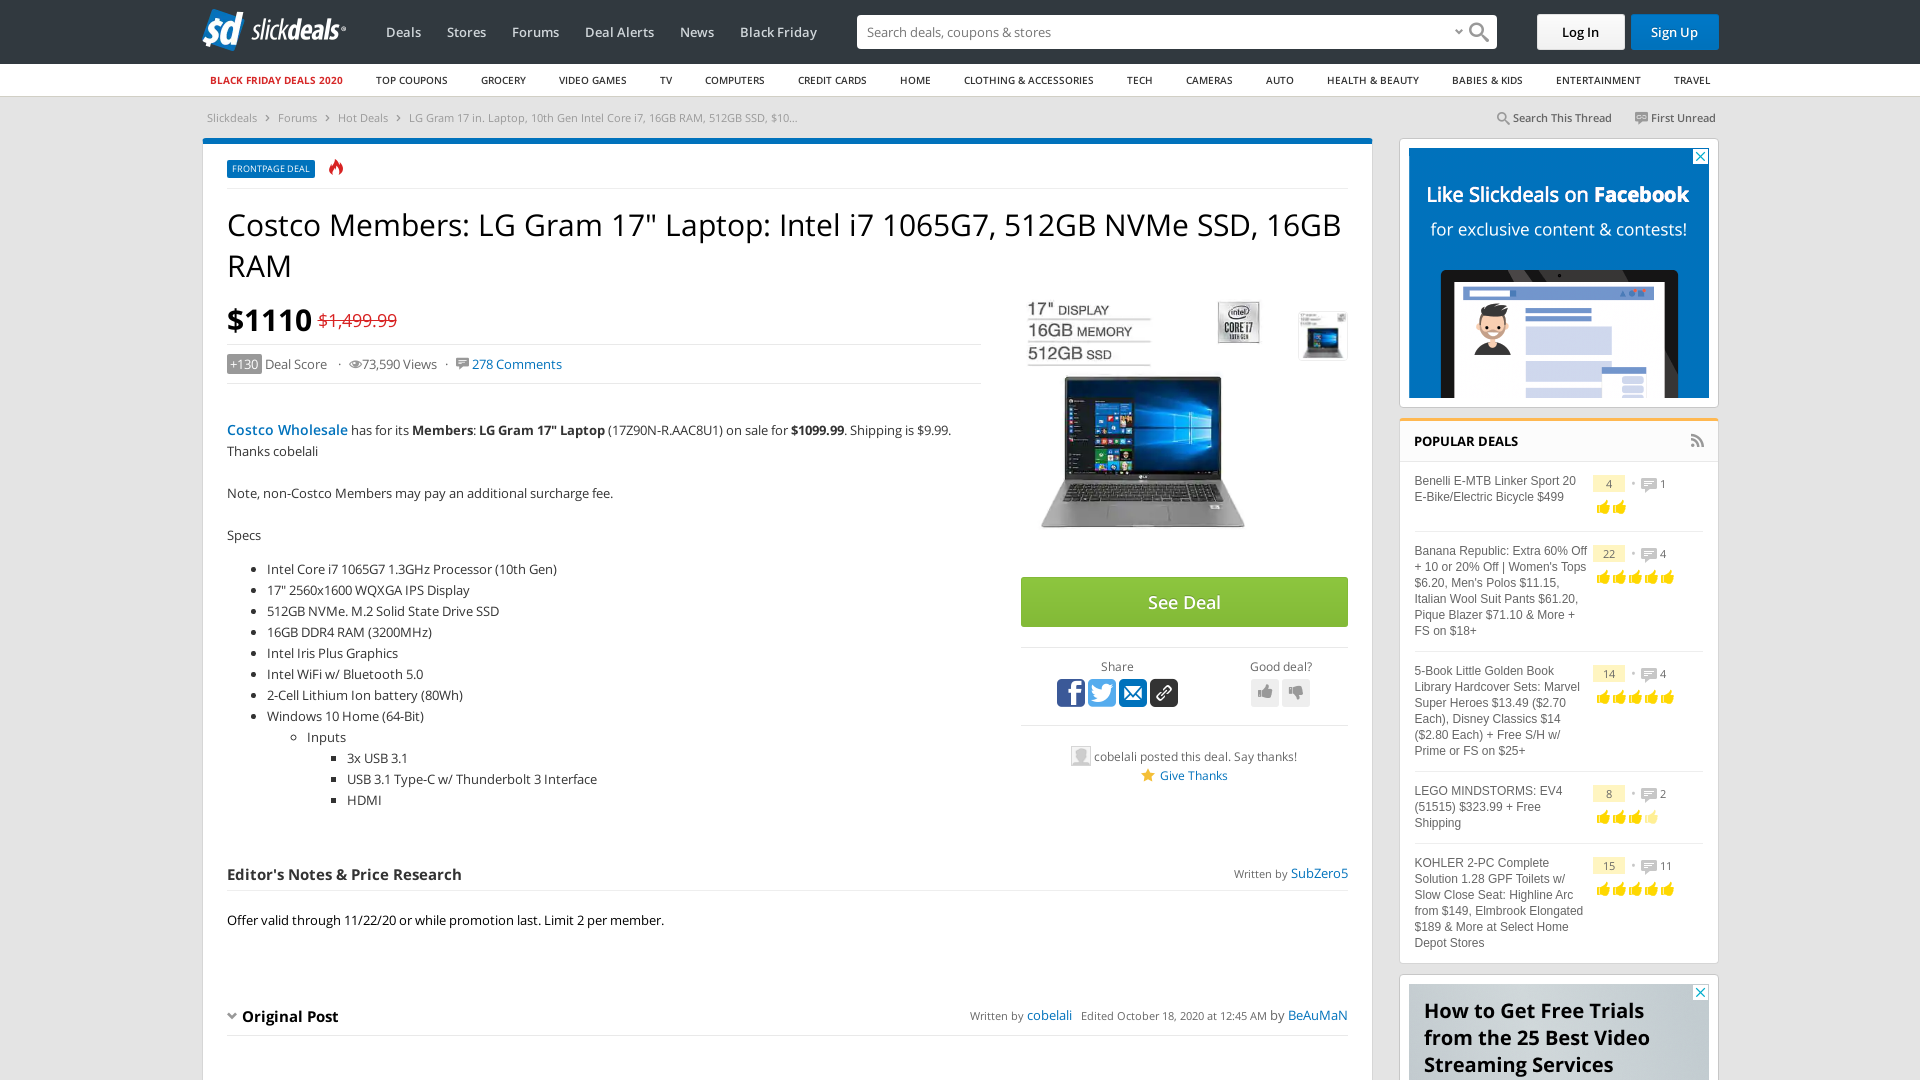 slickdeals
Deals Stores Forums Deal Alerts News Black Friday
Search deals, coupons & stores
Log In
Sign Up
BLACK FRIDAY DEALS 2020 TOP COUPONS GROCERY VIDEO GAMES TV COMPUTERS CREDIT CARDS HOME CLOTHING & ACCESSORIES TECH CAMERAS AUTO HEALTH & BEAUTY BABIES & KIDS ENTERTAINMENT TRAVEL
Slickdeals › Forums › Hot Deals › LG Gram 17 in. Laptop, 10th Gen Intel Core i7, 16GB RAM, 512GB SSD, $10...
Search This Thread First Unread
FRONTPAGE DEAL
Costco Members: LG Gram 17" Laptop: Intel i7 1065G7, 512GB NVMe SSD, 16GB
RAM
$1110 $1,499.99
+130 Deal Score · 73,590 Views · 278 Comments
Costco Wholesale has for its Members: LG Gram 17" Laptop (17Z90N-R.AAC8U1) on sale for $1099.99. Shipping is $9.99.
Thanks cobelali
Note, non-Costco Members may pay an additional surcharge fee.
Specs
Intel Core i7 1065G7 1.3GHz Processor (10th Gen)
17" 2560x1600 WQXGA IPS Display
512GB NVMe. M.2 Solid State Drive SSD
16GB DDR4 RAM (3200MHz)
Intel Iris Plus Graphics
Intel WiFi w/ Bluetooth 5.0
2-Cell Lithium Ion battery (80Wh)
Windows 10 Home (64-Bit)
Inputs
3x USB 3.1
USB 3.1 Type-C w/ Thunderbolt 3 Interface
HDMI
17" DISPLAY
16GB MEMORY
512GB SSD
intel
CORE i7
10TH GEN
See Deal
Share
Good deal?
cobelali posted this deal. Say thanks!
Give Thanks
Editor's Notes & Price Research
Written by SubZero5
Offer valid through 11/22/20 or while promotion last. Limit 2 per member.
Original Post
Written by cobelali Edited October 18, 2020 at 12:45 AM by BeAuMaN
Like Slickdeals on Facebook
for exclusive content & contests!
POPULAR DEALS
Benelli E-MTB Linker Sport 20
E-Bike/Electric Bicycle $499
4 • 1
Banana Republic: Extra 60% Off
+ 10 or 20% Off | Women's Tops
$6.20, Men's Polos $11.15,
Italian Wool Suit Pants $61.20,
Pique Blazer $71.10 & More +
FS on $18+
22 • 4
5-Book Little Golden Book
Library Hardcover Sets: Marvel
Super Heroes $13.49 ($2.70
Each), Disney Classics $14
($2.80 Each) + Free S/H w/
Prime or FS on $25+
14 • 4
LEGO MINDSTORMS: EV4
(51515) $323.99 + Free
Shipping
8 • 2
KOHLER 2-PC Complete
Solution 1.28 GPF Toilets w/
Slow Close Seat: Highline Arc
from $149, Elmbrook Elongated
$189 & More at Select Home
Depot Stores
15 • 11
How to Get Free Trials
from the 25 Best Video
Streaming Services